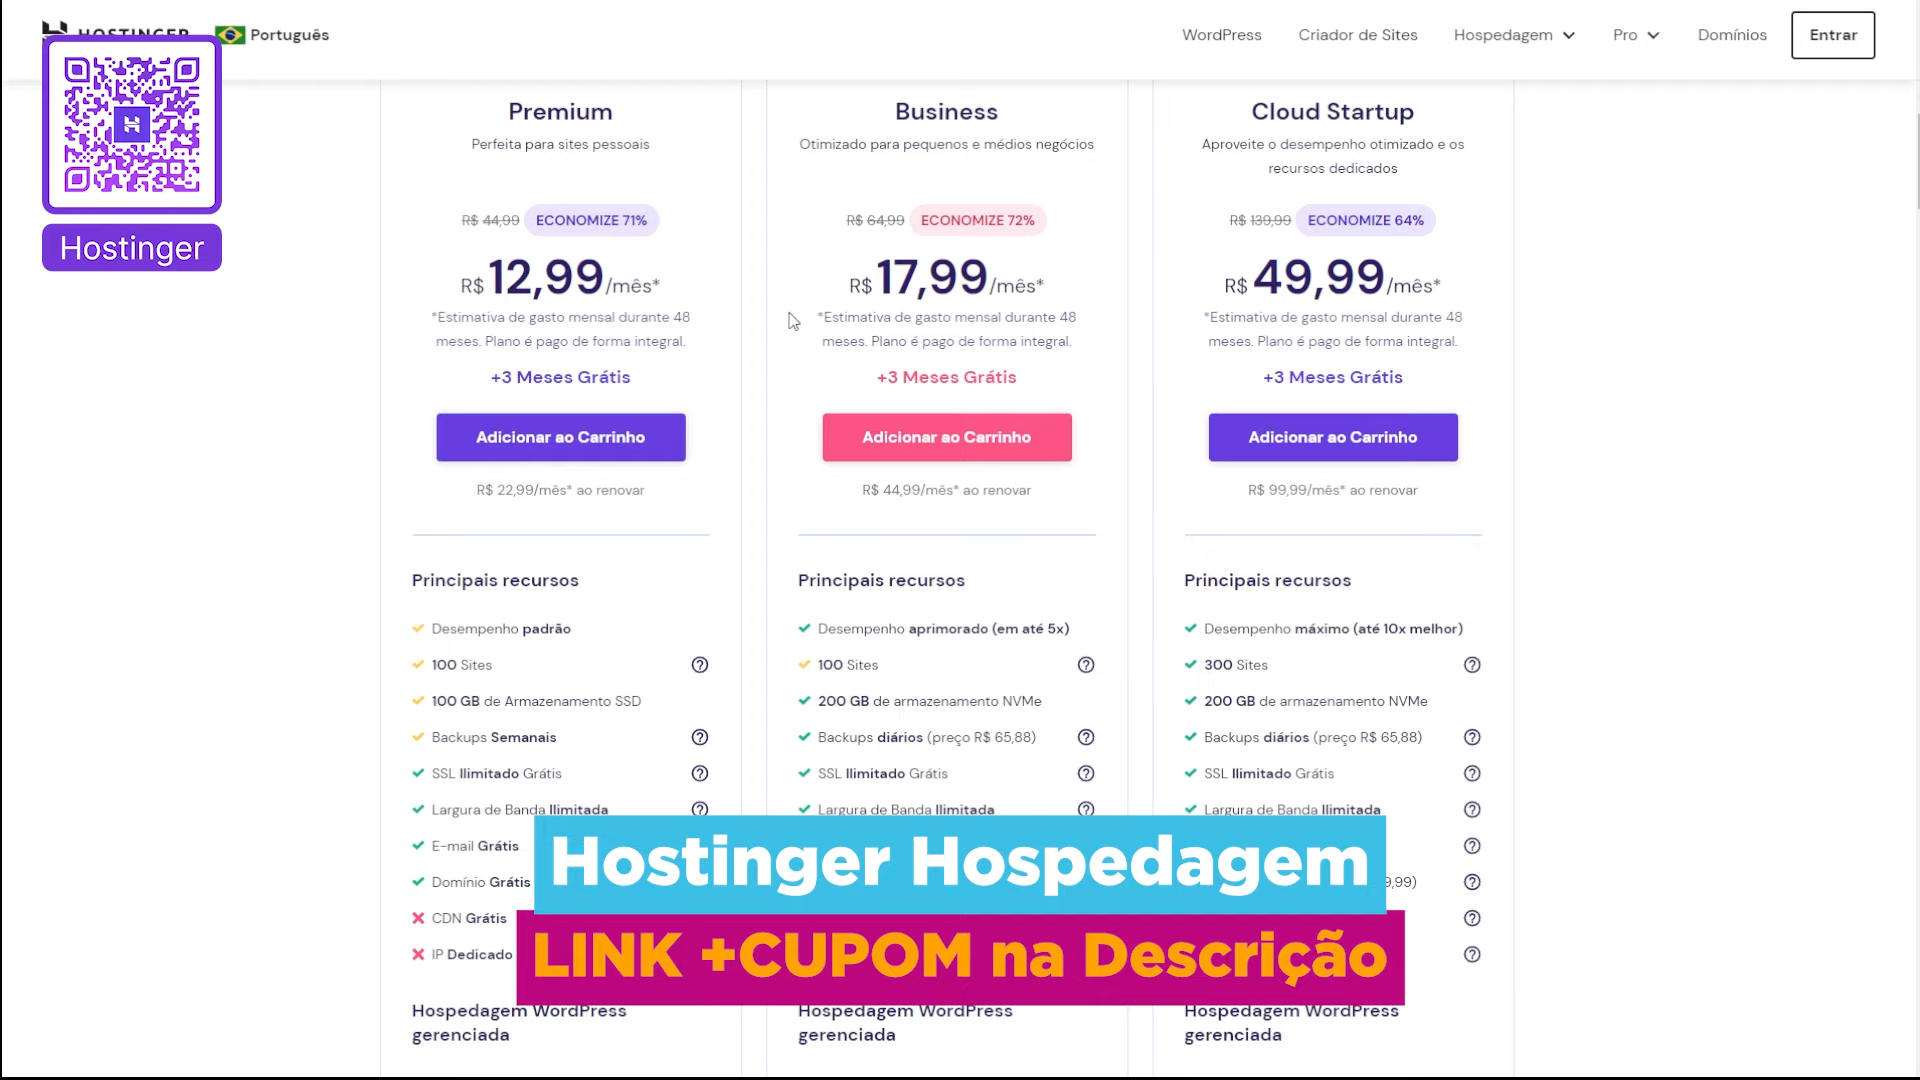 HOSTINGER
Português
WordPress
Criador de Sites
Hospedagem
Pro
Domínios
Entrar
Hostinger
Premium
Perfeita para sites pessoais
R$ 44,99 ECONOMIZE 71%
R$ 12,99/mês*
*Estimativa de gasto mensal durante 48
meses. Plano é pago de forma integral.
+3 Meses Grátis
Adicionar ao Carrinho
R$ 22,99/mês* ao renovar
Principais recursos
Desempenho padrão
100 Sites
100 GB de Armazenamento SSD
Backups Semanais
SSL Ilimitado Grátis
Largura de Banda Ilimitada
E-mail Grátis
Domínio Grátis
CDN Grátis
IP Dedicado
Hospedagem WordPress
gerenciada
Business
Otimizado para pequenos e médios negócios
R$ 64,99 ECONOMIZE 72%
R$ 17,99/mês*
*Estimativa de gasto mensal durante 48
meses. Plano é pago de forma integral.
+3 Meses Grátis
Adicionar ao Carrinho
R$ 44,99/mês* ao renovar
Principais recursos
Desempenho aprimorado (em até 5x)
100 Sites
200 GB de armazenamento NVMe
Backups diários (preço R$ 65,88)
SSL Ilimitado Grátis
Largura de Banda Ilimitada
Hospedagem WordPress
gerenciada
Cloud Startup
Aproveite o desempenho otimizado e os
recursos dedicados
R$ 139,99 ECONOMIZE 64%
R$ 49,99/mês*
*Estimativa de gasto mensal durante 48
meses. Plano é pago de forma integral.
+3 Meses Grátis
Adicionar ao Carrinho
R$ 99,99/mês* ao renovar
Principais recursos
Desempenho máximo (até 10x melhor)
300 Sites
200 GB de armazenamento NVMe
Backups diários (preço R$ 65,88)
SSL Ilimitado Grátis
Largura de Banda Ilimitada
Hospedagem WordPress
gerenciada
Hostinger Hospedagem
LINK +CUPOM na Descrição